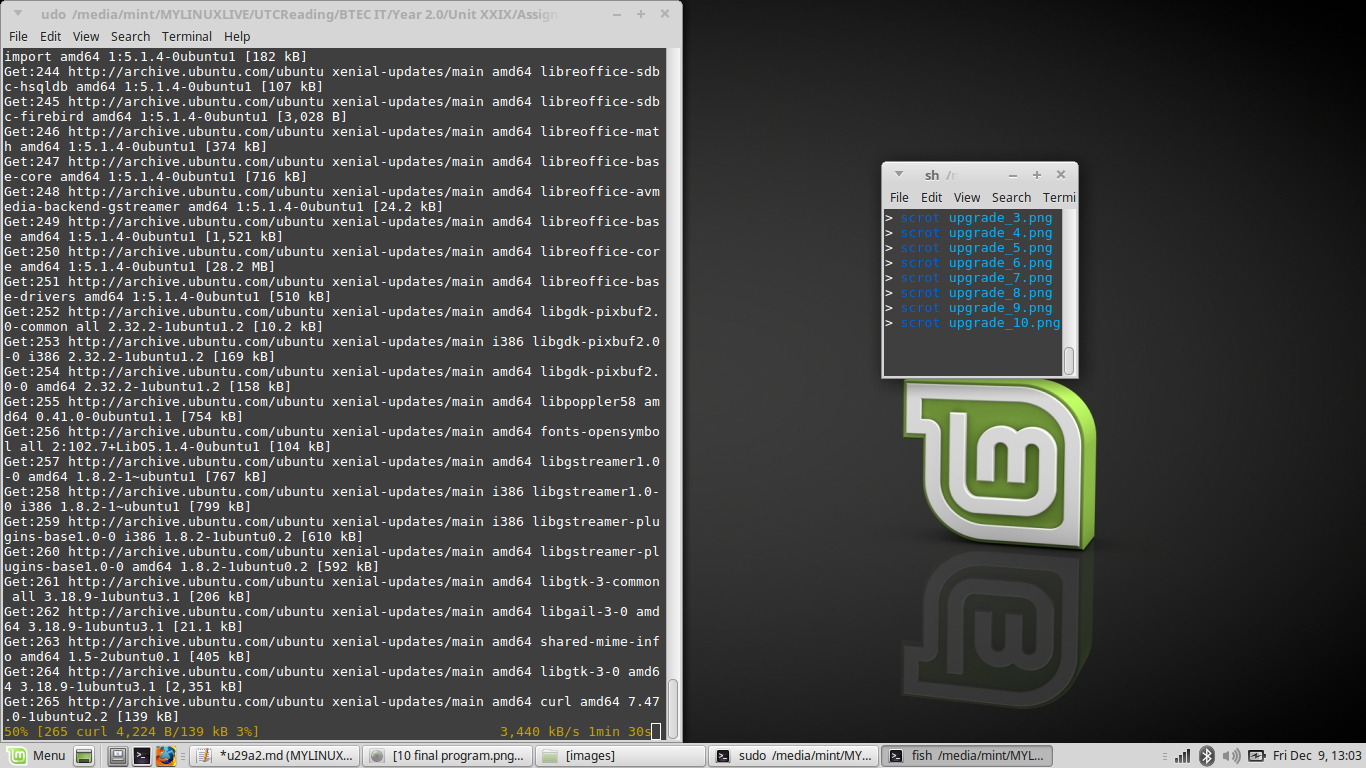 udo /media/mint/MYLINUXLIVE/UTCReading/BTEC IT/Year 2.0/Unit XXIX/Assign
File Edit View Search Terminal Help
import amd64 1:5.1.4-0ubuntu1 [182 kB]
Get:244 http://archive.ubuntu.com/ubuntu xenial-updates/main amd64 libreoffice-sdb
c-hsqldb amd64 1:5.1.4-0ubuntu1 [107 kB]
Get:245 http://archive.ubuntu.com/ubuntu xenial-updates/main amd64 libreoffice-sdb
c-firebird amd64 1:5.1.4-0ubuntu1 [3,028 B]
Get:246 http://archive.ubuntu.com/ubuntu xenial-updates/main amd64 libreoffice-mat
h amd64 1:5.1.4-0ubuntu1 [374 kB]
Get:247 http://archive.ubuntu.com/ubuntu xenial-updates/main amd64 libreoffice-bas
e-core amd64 1:5.1.4-0ubuntu1 [716 kB]
Get:248 http://archive.ubuntu.com/ubuntu xenial-updates/main amd64 libreoffice-avm
edia-backend-gstreamer amd64 1:5.1.4-0ubuntu1 [24.2 kB]
Get:249 http://archive.ubuntu.com/ubuntu xenial-updates/main amd64 libreoffice-bas
e amd64 1:5.1.4-0ubuntu1 [1,521 kB]
Get:250 http://archive.ubuntu.com/ubuntu xenial-updates/main amd64 libreoffice-cor
e amd64 1:5.1.4-0ubuntu1 [28.2 MB]
Get:251 http://archive.ubuntu.com/ubuntu xenial-updates/main amd64 libreoffice-bas
e-drivers amd64 1:5.1.4-0ubuntu1 [510 kB]
Get:252 http://archive.ubuntu.com/ubuntu xenial-updates/main amd64 libgdk-pixbuf2.
0-common all 2.32.2-1ubuntu1.2 [10.2 kB]
Get:253 http://archive.ubuntu.com/ubuntu xenial-updates/main i386 libgdk-pixbuf2.0
-0 i386 2.32.2-1ubuntu1.2 [169 kB]
Get:254 http://archive.ubuntu.com/ubuntu xenial-updates/main amd64 libgdk-pixbuf2.
0-0 amd64 2.32.2-1ubuntu1.2 [158 kB]
Get:255 http://archive.ubuntu.com/ubuntu xenial-updates/main amd64 libpoppler58 am
d64 0.41.0-0ubuntu1.1 [754 kB]
Get:256 http://archive.ubuntu.com/ubuntu xenial-updates/main amd64 fonts-opensymbo
l all 2:102.7+LibO5.1.4-0ubuntu1 [104 kB]
Get:257 http://archive.ubuntu.com/ubuntu xenial-updates/main amd64 libgstreamer1.0
-0 amd64 1.8.2-1~ubuntu1 [767 kB]
Get:258 http://archive.ubuntu.com/ubuntu xenial-updates/main i386 libgstreamer1.0-
0 i386 1.8.2-1~ubuntu1 [799 kB]
Get:259 http://archive.ubuntu.com/ubuntu xenial-updates/main i386 libgstreamer-plu
gins-base1.0-0 i386 1.8.2-1ubuntu0.2 [610 kB]
Get:260 http://archive.ubuntu.com/ubuntu xenial-updates/main amd64 libgstreamer-pl
ugins-base1.0-0 amd64 1.8.2-1ubuntu0.2 [592 kB]
Get:261 http://archive.ubuntu.com/ubuntu xenial-updates/main amd64 libgtk-3-common
all 3.18.9-1ubuntu3.1 [206 kB]
Get:262 http://archive.ubuntu.com/ubuntu xenial-updates/main amd64 libgail-3-0 amd
64 3.18.9-1ubuntu3.1 [21.1 kB]
Get:263 http://archive.ubuntu.com/ubuntu xenial-updates/main amd64 shared-mime-inf
o amd64 1.5-2ubuntu0.1 [405 kB]
Get:264 http://archive.ubuntu.com/ubuntu xenial-updates/main amd64 libgtk-3-0 amd6
4 3.18.9-1ubuntu3.1 [2,351 kB]
Get:265 http://archive.ubuntu.com/ubuntu xenial-updates/main amd64 curl amd64 7.47
.0-1ubuntu2.2 [139 kB]
50% [265 curl 4,224 B/139 kB 3%] 3,440 kB/s 1min 30s
sh /r
File Edit View Search Termi
> scrot upgrade_3.png
> scrot upgrade_4.png
> scrot upgrade_5.png
> scrot upgrade_6.png
> scrot upgrade_7.png
> scrot upgrade_8.png
> scrot upgrade_9.png
> scrot upgrade_10.png
Menu *u29a2.md (MYLINUX... [10 final program.png... [images] sudo /media/mint/MY... fish /media/mint/MYL... Fri Dec 9, 13:03